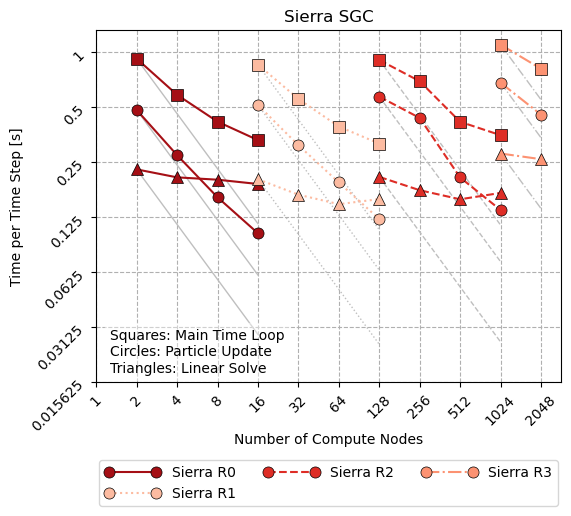 Sierra SGC
Time per Time Step [s]
1
0.5
0.25
0.125
0.0625
0.03125
0.015625
Squares: Main Time Loop
Circles: Particle Update
Triangles: Linear Solve
1 2 4 8 16 32 64 128 256 512 1024 2048
Number of Compute Nodes
Sierra R0 Sierra R2 Sierra R3
Sierra R1